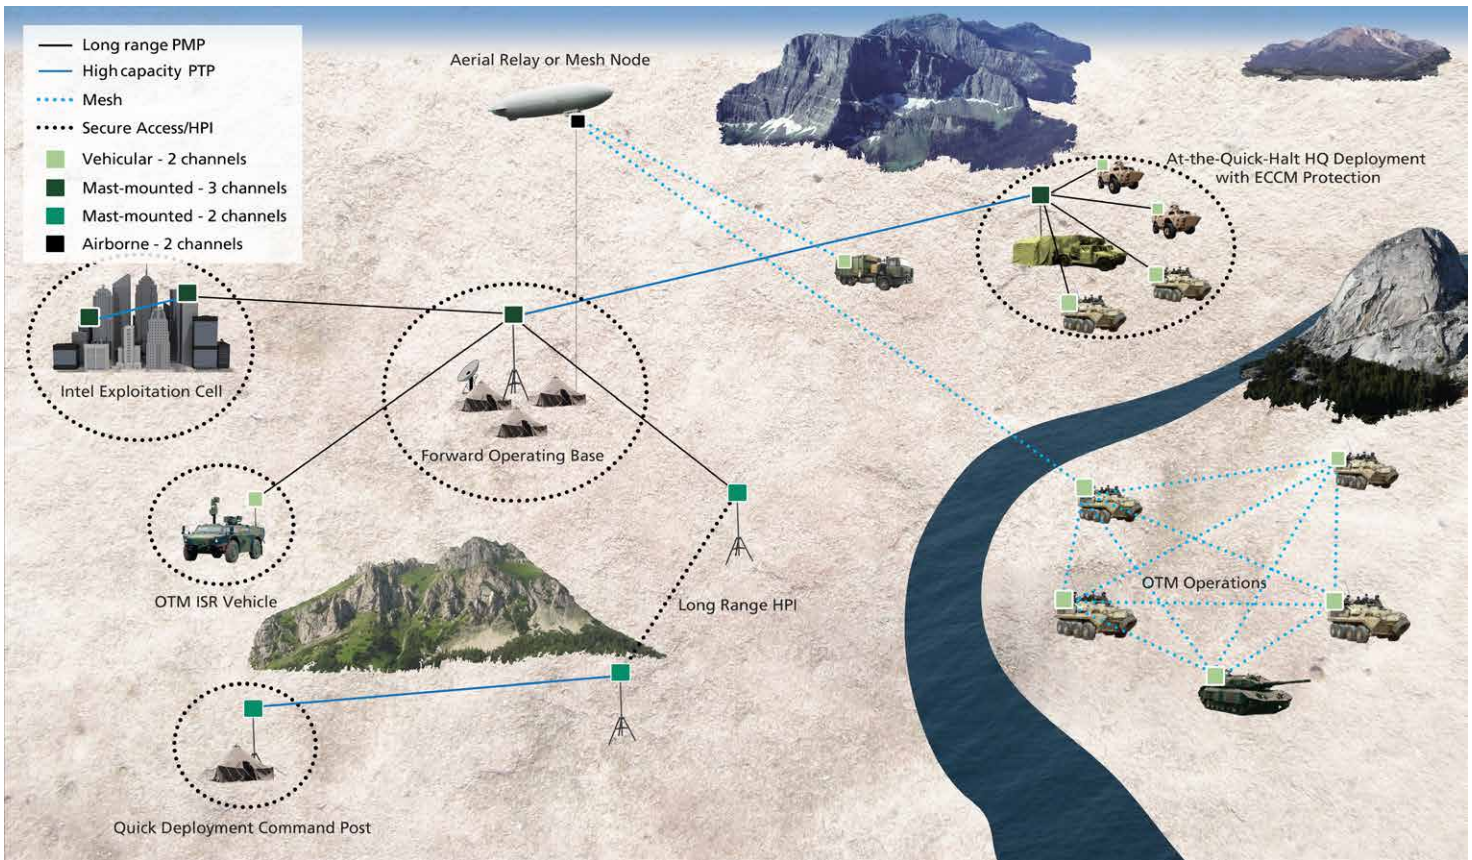 Long range PMP
High capacity PTP
Mesh
Secure Access/HPI
Vehicular - 2 channels
Mast-mounted - 3 channels
Mast-mounted - 2 channels
Airborne - 2 channels
Aerial Relay or Mesh Node
At-the-Quick-Halt HQ Deployment
with ECCM Protection
Intel Exploitation Cell
Forward Operating Base
OTM ISR Vehicle
Long Range HPI
OTM Operations
Quick Deployment Command Post